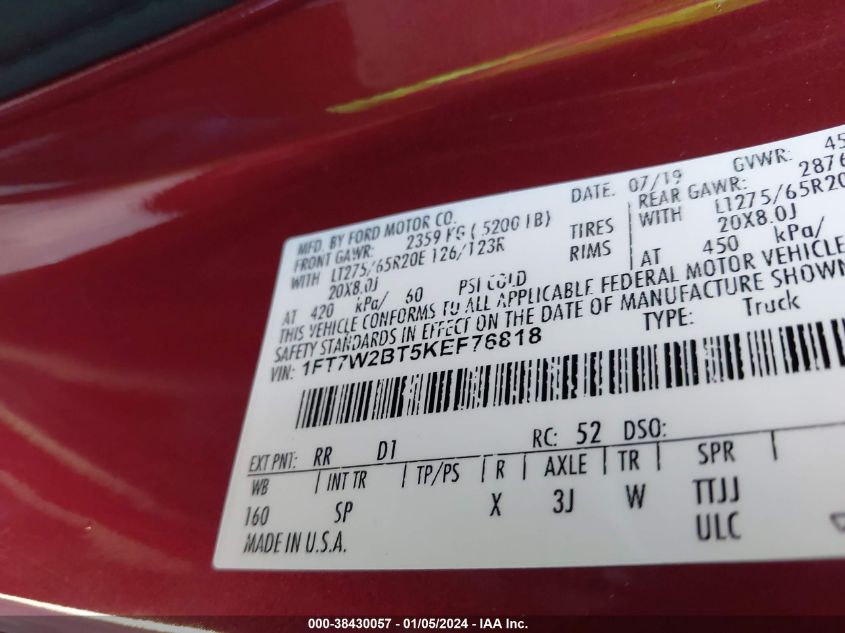 MFD. BY FORD MOTOR CO.
DATE. 07/19
GVWR: 45
FRONT GAWR: 2359 KG ( 5200 LB)
REAR GAWR: 2876
WITH LT275/65R20E 126/123R
TIRES
WITH LT275/65R20
20X8.0J
RIMS
20X8.0J
AT 420 kPa/ 60 PSI COLD
AT 450 kPa/
THIS VEHICLE CONFORMS TO ALL APPLICABLE FEDERAL MOTOR VEHICLE
SAFETY STANDARDS IN EFFECT ON THE DATE OF MANUFACTURE SHOWN
VIN: 1FT7W2BT5KEF76818
TYPE: Truck
EXT PNT: RR D1
RC: 52 DSO:
WB | INT TR | TP/PS | R | AXLE | TR | SPR |
160 SP X 3J W TTJJ
ULC
MADE IN U.S.A.
000-38430057 - 01/05/2024 - IAA Inc.